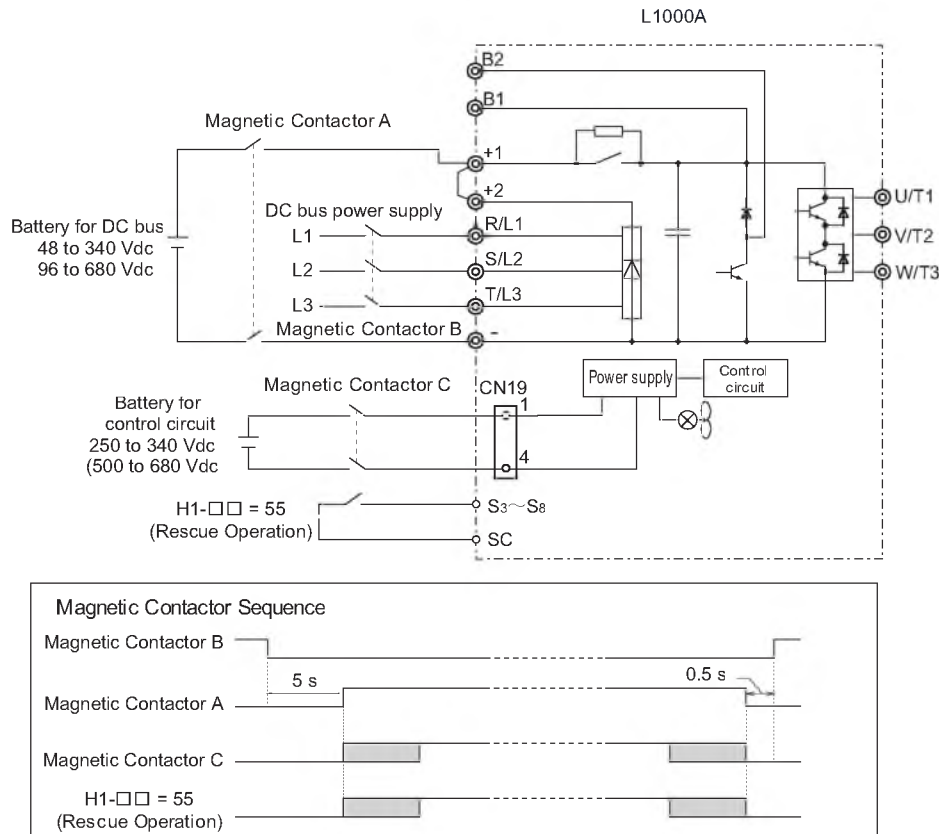 L1000A
B2
B1
Magnetic Contactor A
+1
+2
Battery for DC bus
48 to 340 Vdc
96 to 680 Vdc
DC bus power supply
R/L1
L1
S/L2
L2
T/L3
L3
Magnetic Contactor B
-
U/T1
V/T2
W/T3
Magnetic Contactor C
CN19
1
4
Power supply
Control
circuit
Battery for
control circuit
250 to 340 Vdc
(500 to 680 Vdc
H1-□□ = 55
(Rescue Operation)
S3~S8
SC
Magnetic Contactor Sequence
Magnetic Contactor B
5 s
0.5 s
Magnetic Contactor A
Magnetic Contactor C
H1-□□ = 55
(Rescue Operation)